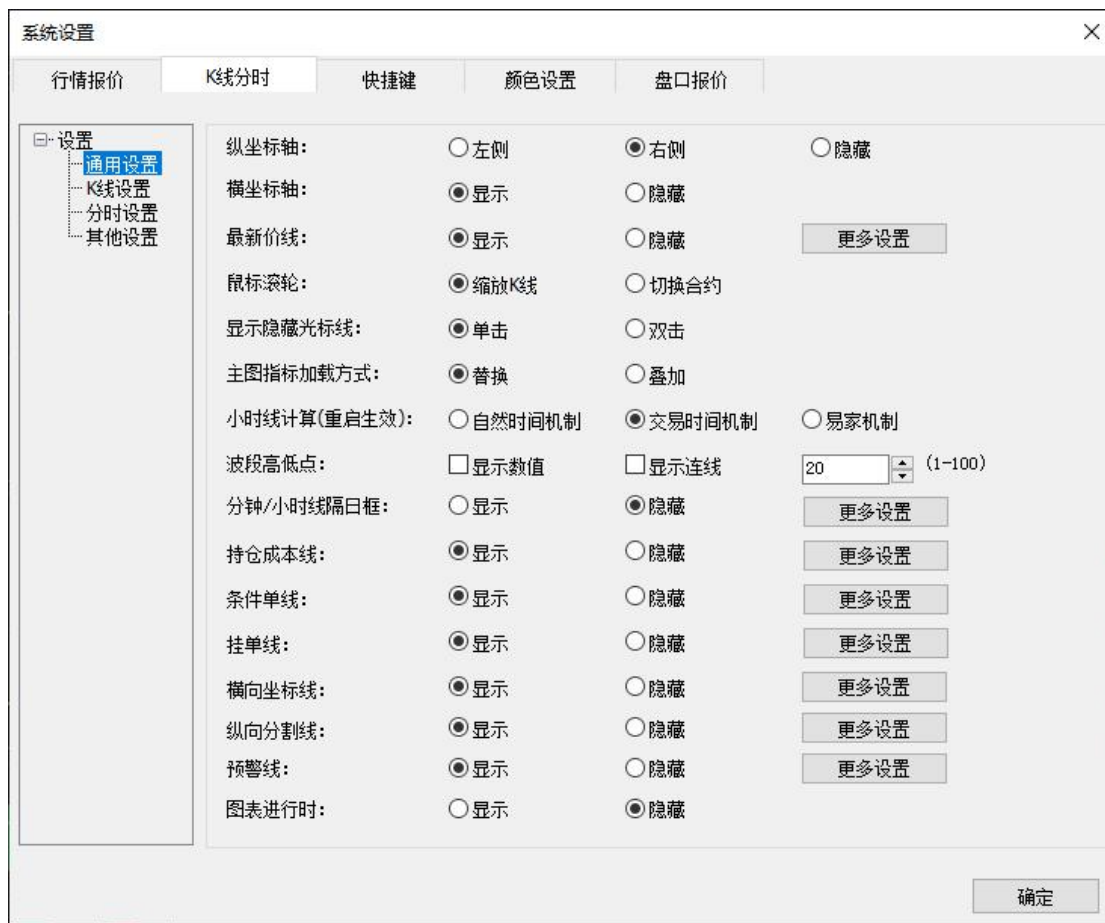 系统设置
行情报价 K线分时 快捷键 颜色设置 盘口报价
设置
通用设置
K线设置
分时设置
其他设置
纵坐标轴: 左侧 右侧 隐藏
横坐标轴: 显示 隐藏
最新价线: 显示 隐藏 更多设置
鼠标滚轮: 缩放K线 切换合约
显示隐藏光标线: 单击 双击
主图指标加载方式: 替换 叠加
小时线计算(重启生效): 自然时间机制 交易时间机制 易家机制
波段高低点: 显示数值 显示连线 20 (1-100)
分钟/小时线隔日框: 显示 隐藏 更多设置
持仓成本线: 显示 隐藏 更多设置
条件单线: 显示 隐藏 更多设置
挂单线: 显示 隐藏 更多设置
横向坐标线: 显示 隐藏 更多设置
纵向分割线: 显示 隐藏 更多设置
预警线: 显示 隐藏 更多设置
图表进行时: 显示 隐藏
确定